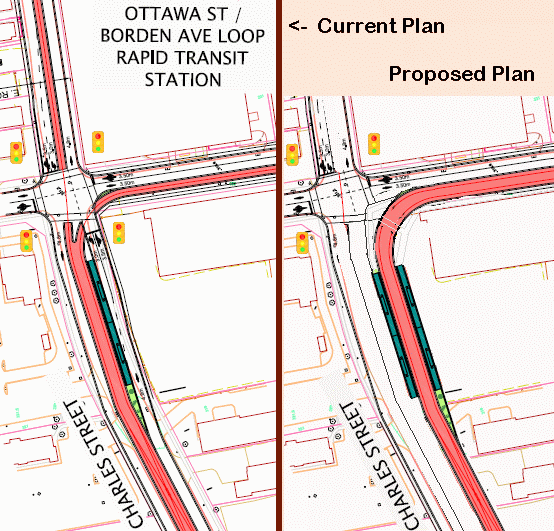 OTTAWA ST /
BORDEN AVE LOOP
RAPID TRANSIT
STATION
CHARLES STREET
<- Current Plan
Proposed Plan
CHARLES STREET